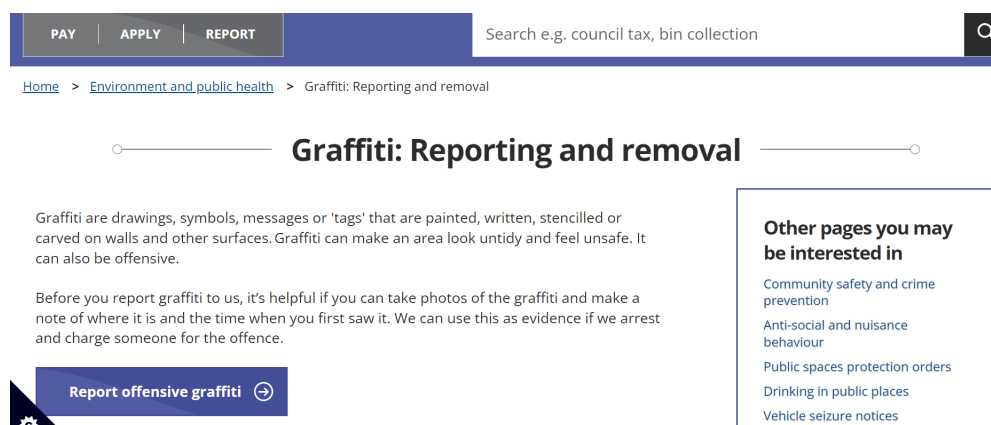 PAY APPLY REPORT
Search e.g. council tax, bin collection
Home > Environment and public health > Graffiti: Reporting and removal
Graffiti: Reporting and removal
Graffiti are drawings, symbols, messages or 'tags' that are painted, written, stencilled or
carved on walls and other surfaces. Graffiti can make an area look untidy and feel unsafe. It
can also be offensive.
Before you report graffiti to us, it’s helpful if you can take photos of the graffiti and make a
note of where it is and the time when you first saw it. We can use this as evidence if we arrest
and charge someone for the offence.
Report offensive graffiti
Other pages you may
be interested in
Community safety and crime
prevention
Anti-social and nuisance
behaviour
Public spaces protection orders
Drinking in public places
Vehicle seizure notices